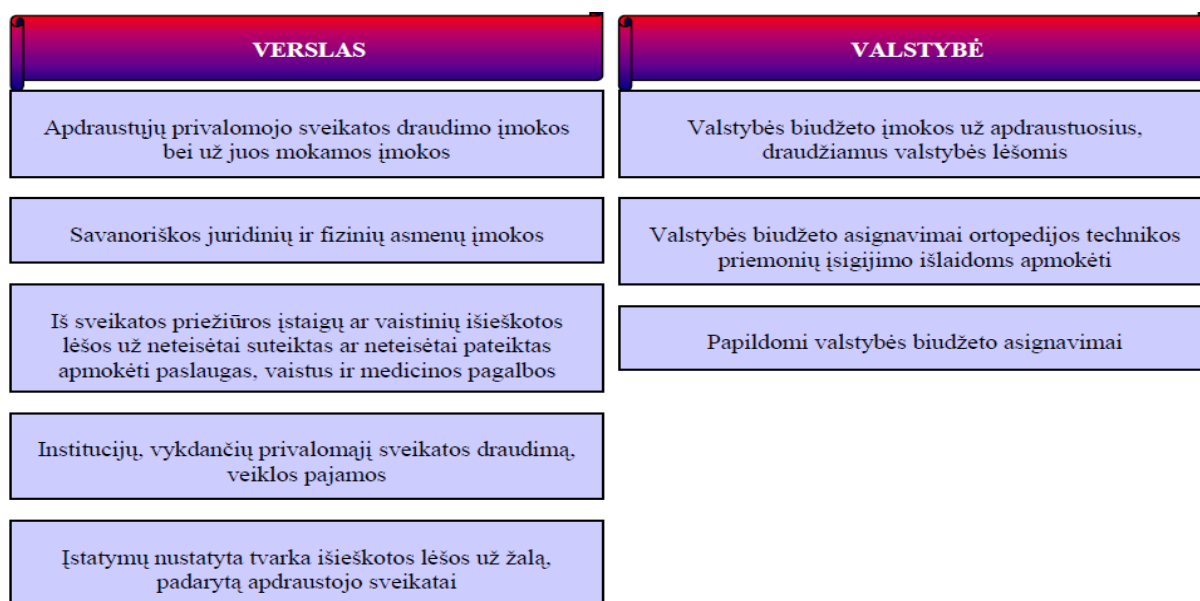 VERSLAS
Apdraustųjų privalomojo sveikatos draudimo įmokos
bei už juos mokamos įmokos
Savanoriškos juridinių ir fizinių asmenų įmokos
Iš sveikatos priežiūros įstaigų ar vaistinių išieškotos
lėšos už neteisėtai suteiktas ar neteisėtai pateiktas
apmokėti paslaugas, vaistus ir medicinos pagalbos
Institucijų, vykdančių privalomąjį sveikatos draudimą,
veiklos pajamos
Įstatymų nustatyta tvarka išieškotos lėšos už žalą,
padarytą apdraustojo sveikatai
VALSTYBĖ
Valstybės biudžeto įmokos už apdraustuosius,
draudžiamus valstybės lėšomis
Valstybės biudžeto asignavimai ortopedijos technikos
priemonių įsigijimo išlaidoms apmokėti
Papildomi valstybės biudžeto asignavimai